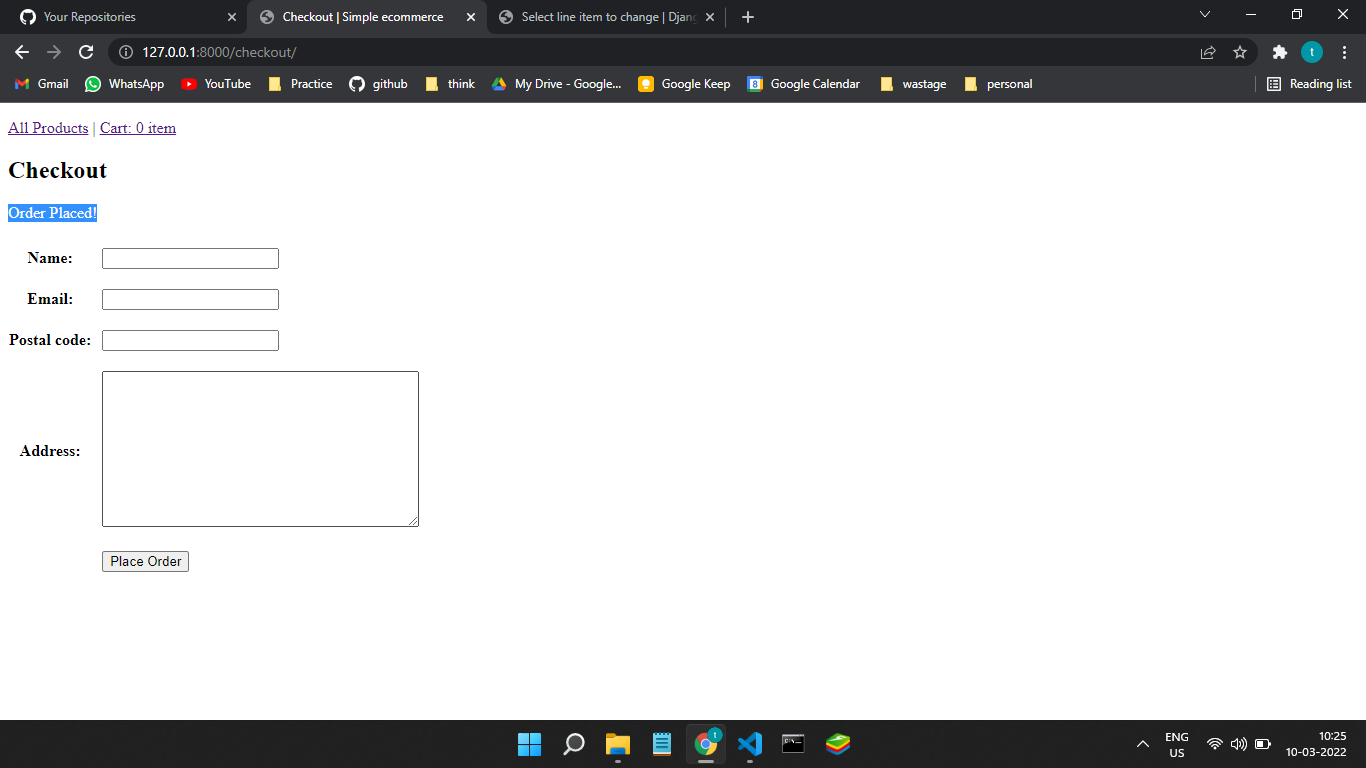 Your Repositories
Checkout | Simple ecommerce
Select line item to change | Djang
127.0.0.1:8000/checkout/
t
Gmail
WhatsApp
YouTube
Practice
github
think
My Drive - Google...
Google Keep
8
Google Calendar
wastage
personal
Reading list
All Products | Cart: 0 item
Checkout
Order Placed!
Name:
Email:
Postal code:
Address:
Place Order
t
ENG
US
10:25
10-03-2022